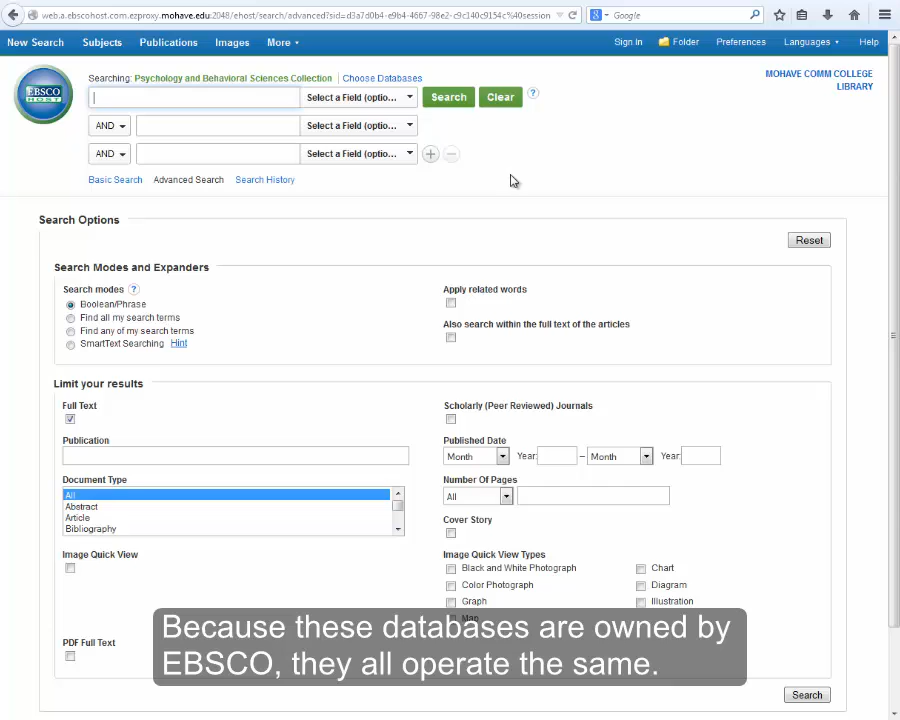 web.b.ebscohost.com.ezproxy.mohave.edu:2048/ehost/search/advanced?sid=d3a7d0b4-e9b4-4667-98e2-c9c140c9154c%40session
Google
New Search Subjects Publications Images More Sign In Folder Preferences Languages Help
MOHAVE COMM COLLEGE
LIBRARY
EBSCO
HOST
Searching: Psychology and Behavioral Sciences Collection Choose Databases
Select a Field (optio... Search Clear ?
AND Select a Field (optio...
AND Select a Field (optio...
Basic Search Advanced Search Search History
Search Options
Reset
Search Modes and Expanders
Search modes ?
Boolean/Phrase
Find all my search terms
Find any of my search terms
SmartText Searching Hint
Apply related words
Also search within the full text of the articles
Limit your results
Full Text
Scholarly (Peer Reviewed) Journals
Publication
Published Date
Month Year: – Month Year:
Document Type
All
Abstract
Article
Bibliography
Number Of Pages
All
Cover Story
Image Quick View
Image Quick View Types
Black and White Photograph Chart
Color Photograph Diagram
Graph Illustration
Map
PDF Full Text
Because these databases are owned by
EBSCO, they all operate the same.
Search